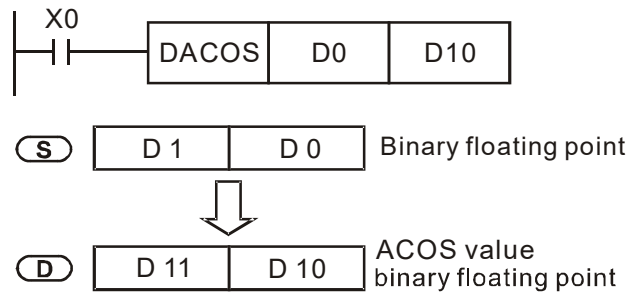 X0
DACOS D0 D10
S D 1 D 0 Binary floating point
D D 11 D 10 ACOS value
binary floating point